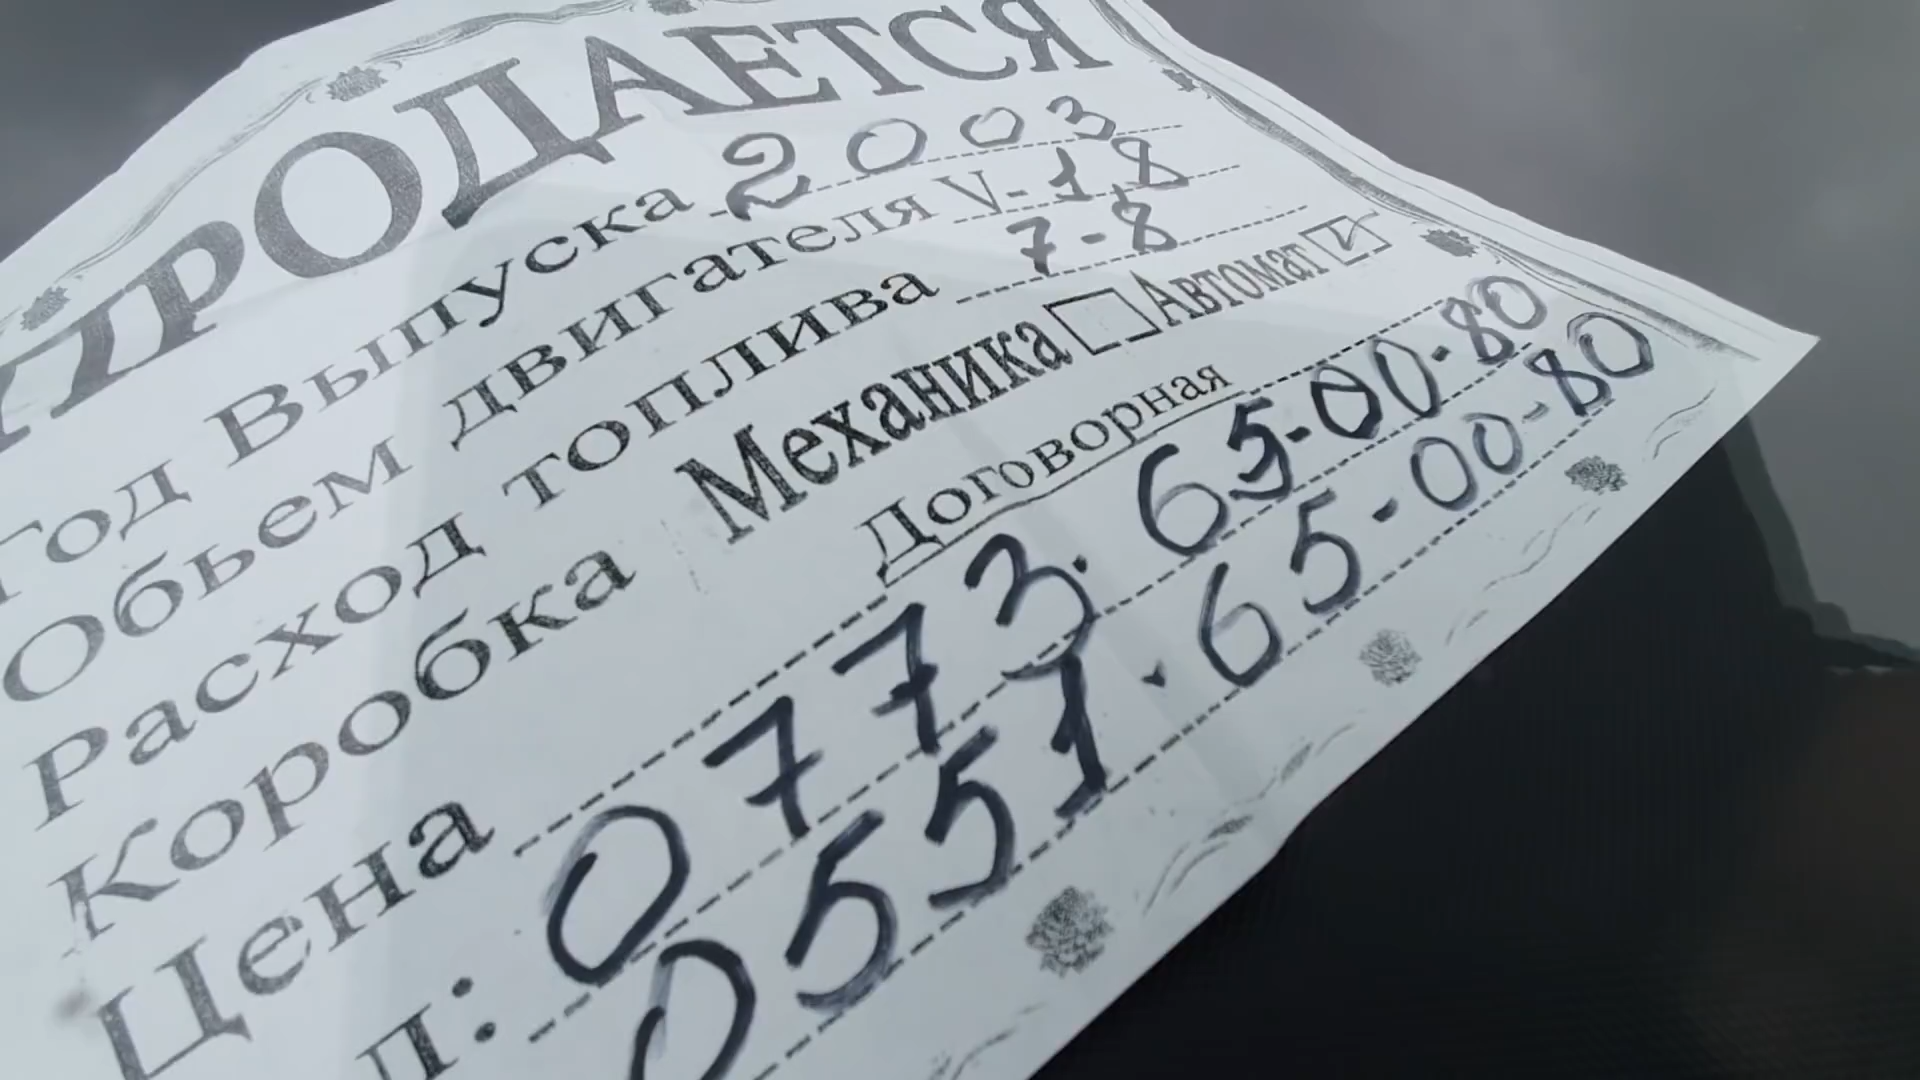 ПРОДАЕТСЯ
Год Выпуска 2003
Обьем двигателя V-1,8
Расход топлива 7-8
Коробка Механика Автомат
Цена Договорная
л: 0773. 65-00-80
0551. 65-00-80